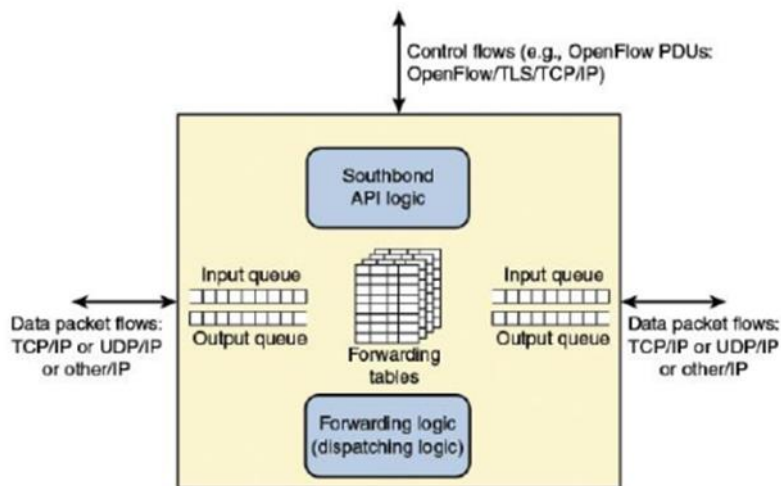 Control flows (e.g., OpenFlow PDUs:
OpenFlow/TLS/TCP/IP)
Southbond
API logic
Input queue
Output queue
Forwarding
tables
Input queue
Output queue
Data packet flows:
TCP/IP or UDP/IP
or other/IP
Data packet flows:
TCP/IP or UDP/IP
or other/IP
Forwarding logic
(dispatching logic)